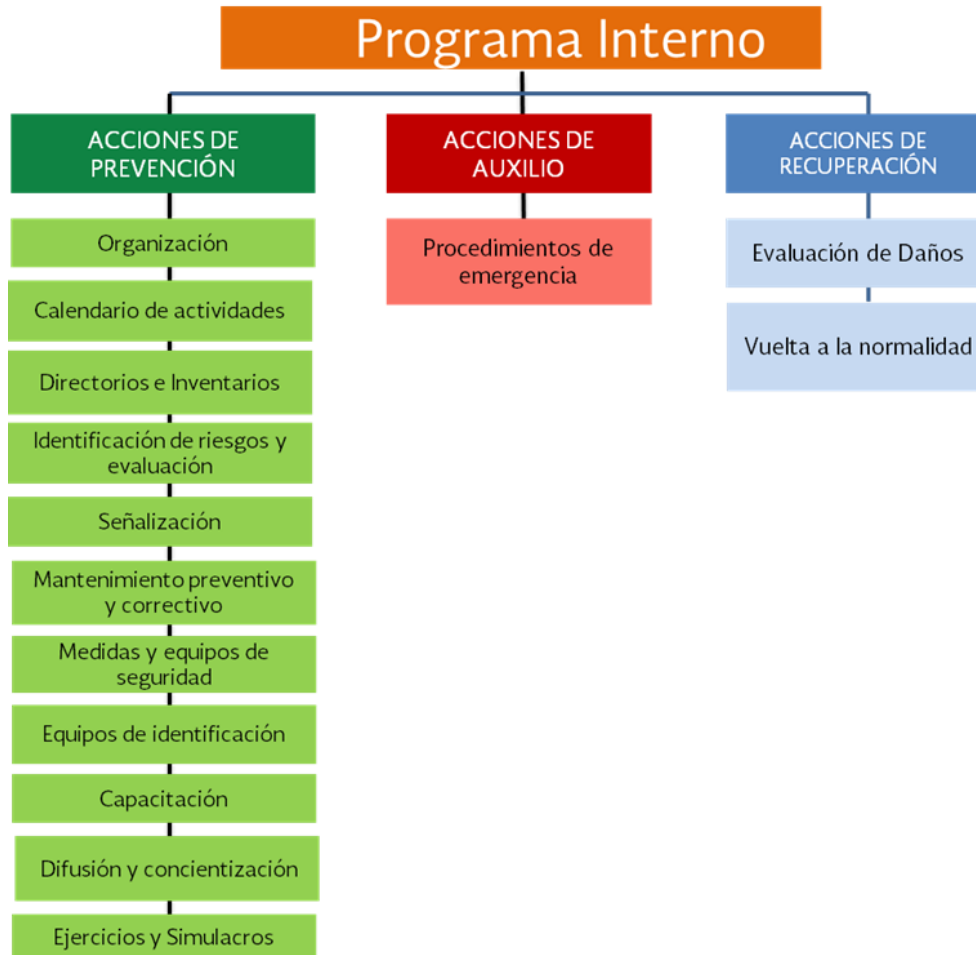 Programa Interno
ACCIONES DE
PREVENCIÓN
Organización
Calendario de actividades
Directorios e Inventarios
Identificación de riesgos y
evaluación
Señalización
Mantenimiento preventivo
y correctivo
Medidas y equipos de
seguridad
Equipos de identificación
Capacitación
Difusión y concientización
Ejercicios y Simulacros
ACCIONES DE
AUXILIO
Procedimientos de
emergencia
ACCIONES DE
RECUPERACIÓN
Evaluación de Daños
Vuelta a la normalidad